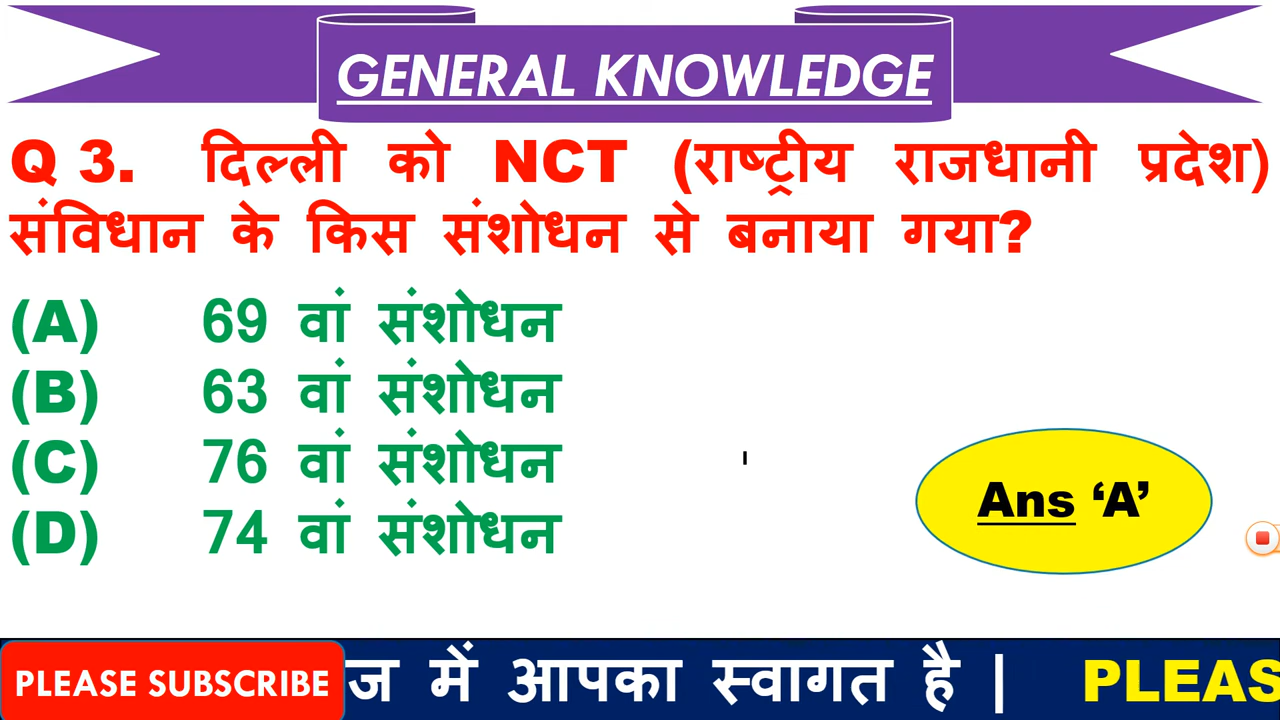 GENERAL KNOWLEDGE
Q 3. दिल्ली को NCT (राष्ट्रीय राजधानी प्रदेश)
संविधान के किस संशोधन से बनाया गया?
(A) 69 वां संशोधन
(B) 63 वां संशोधन
(C) 76 वां संशोधन
(D) 74 वां संशोधन
Ans ‘A’
PLEASE SUBSCRIBE ज में आपका स्वागत है | PLEAS